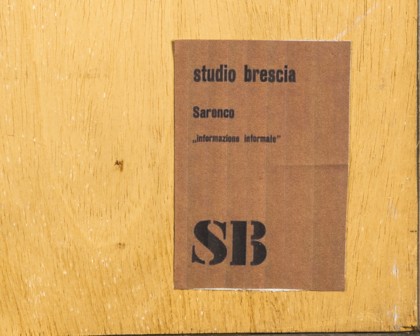 studio brescia
Sarenco
„informazione informale"
SB